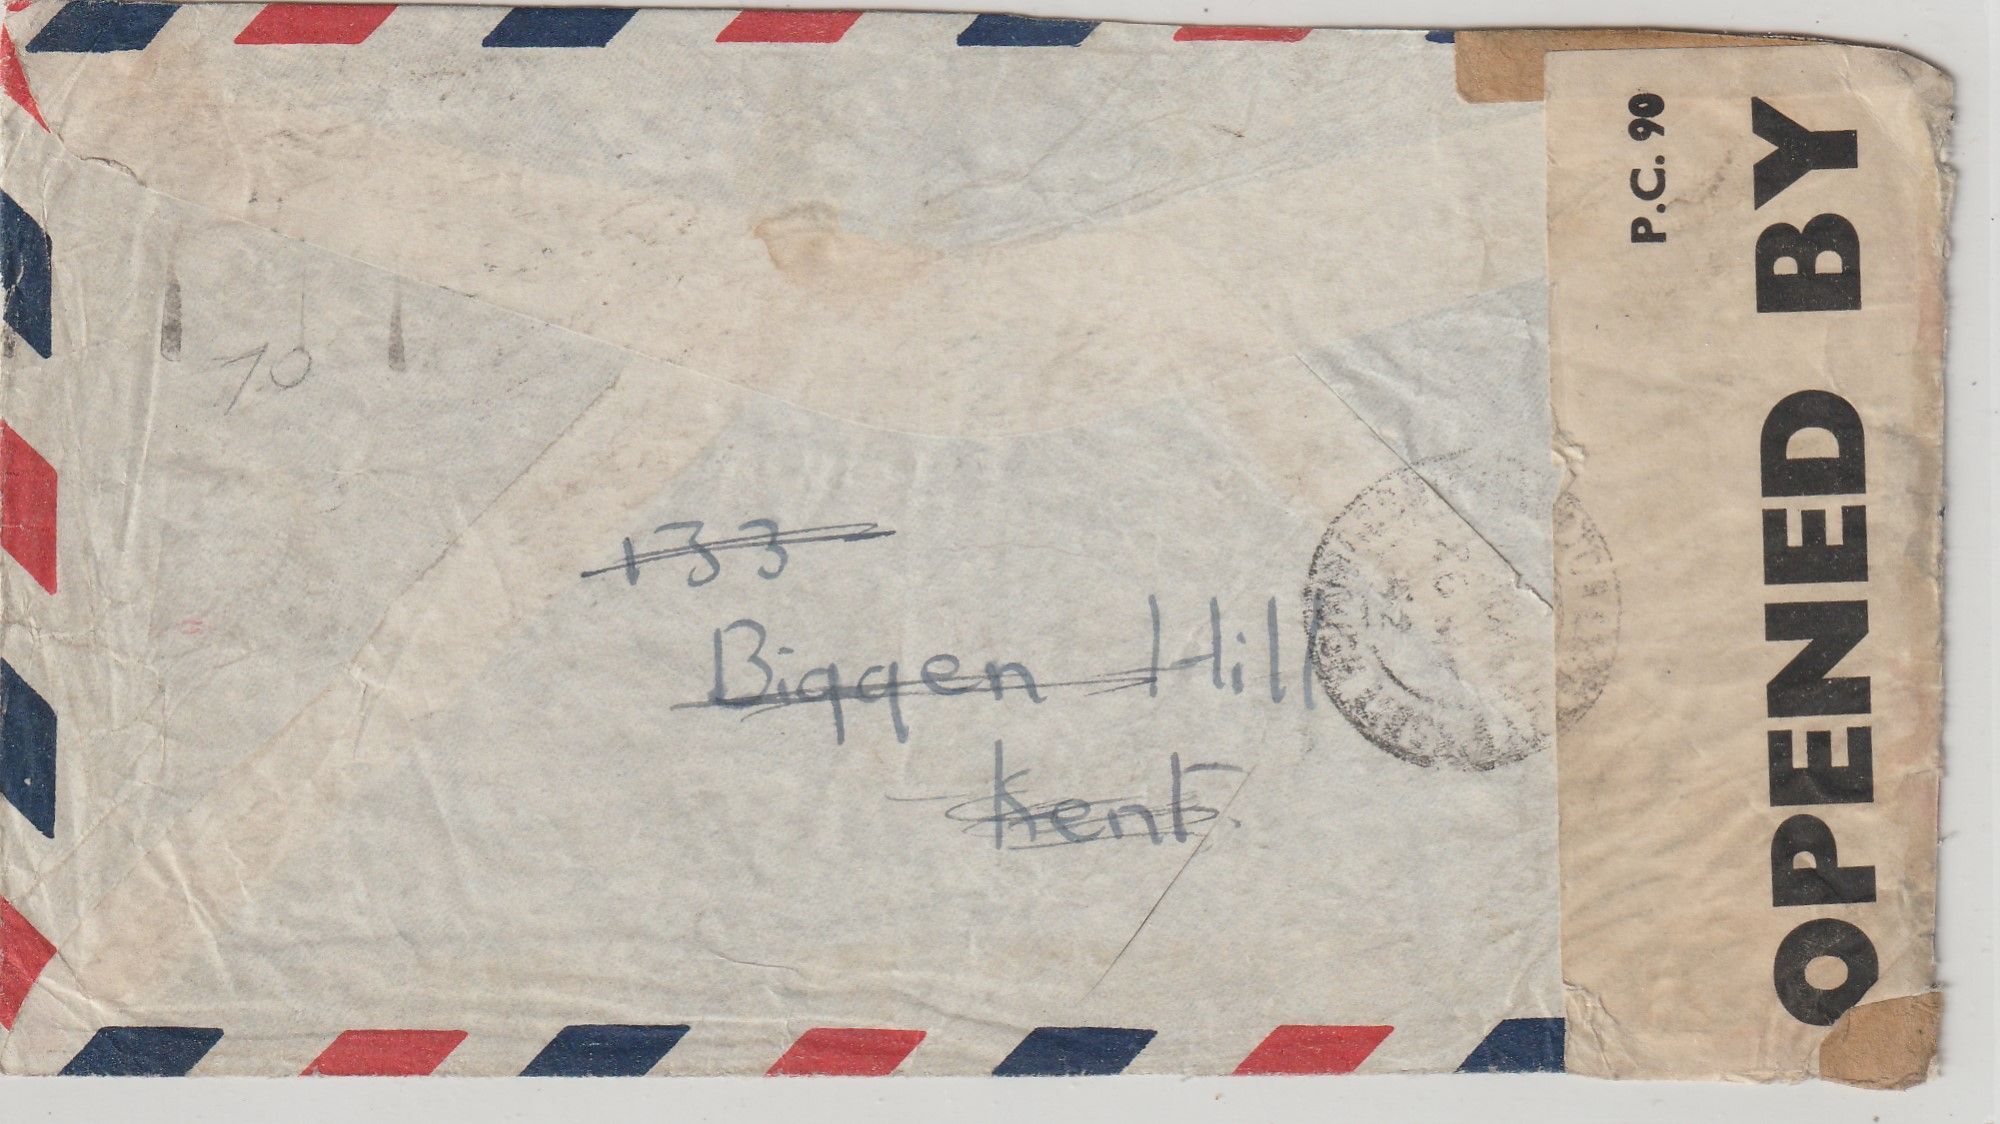 133
Biggen Hill
Kent.
10
P.C. 90
OPENED BY